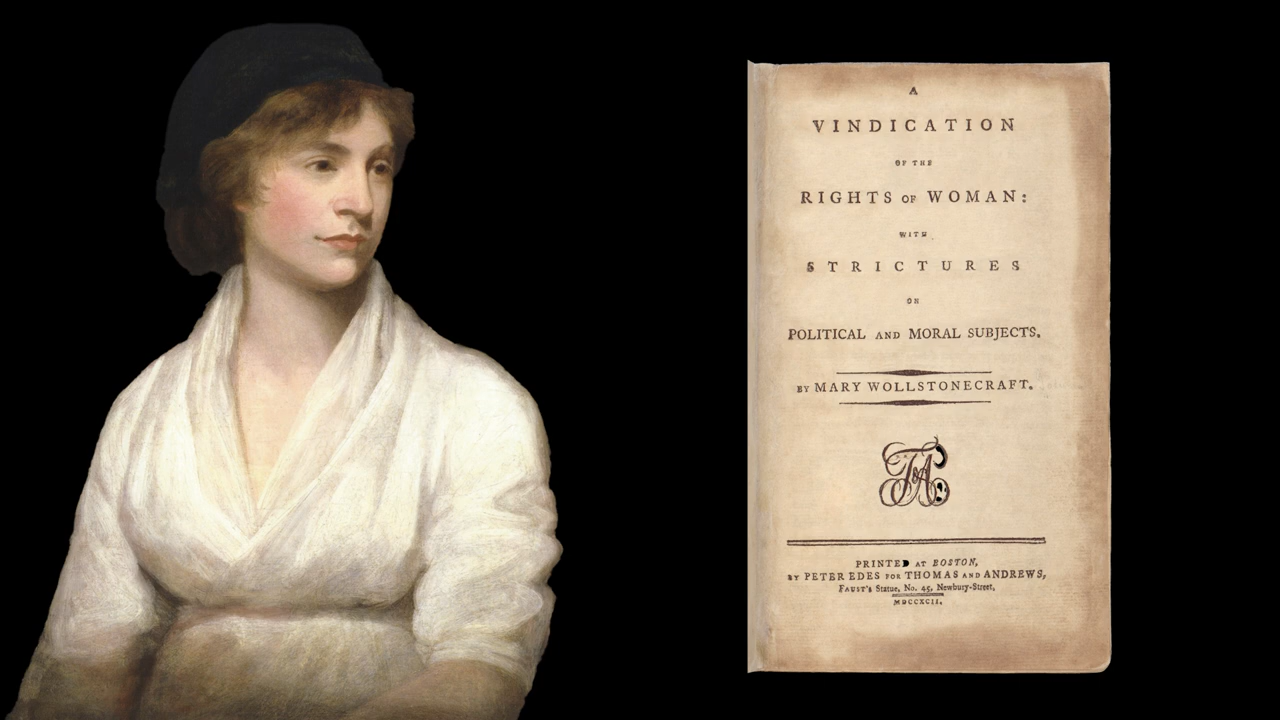 A
VINDICATION
OF THE
RIGHTS OF WOMAN:
WITH
STRICTURES
ON
POLITICAL AND MORAL SUBJECTS.
BY MARY WOLLSTONECRAFT.
PRINTED AT BOSTON,
BY PETER EDES FOR THOMAS AND ANDREWS,
FAUST'S Statue, No. 45, Newbury-Street,
MDCCXCII.